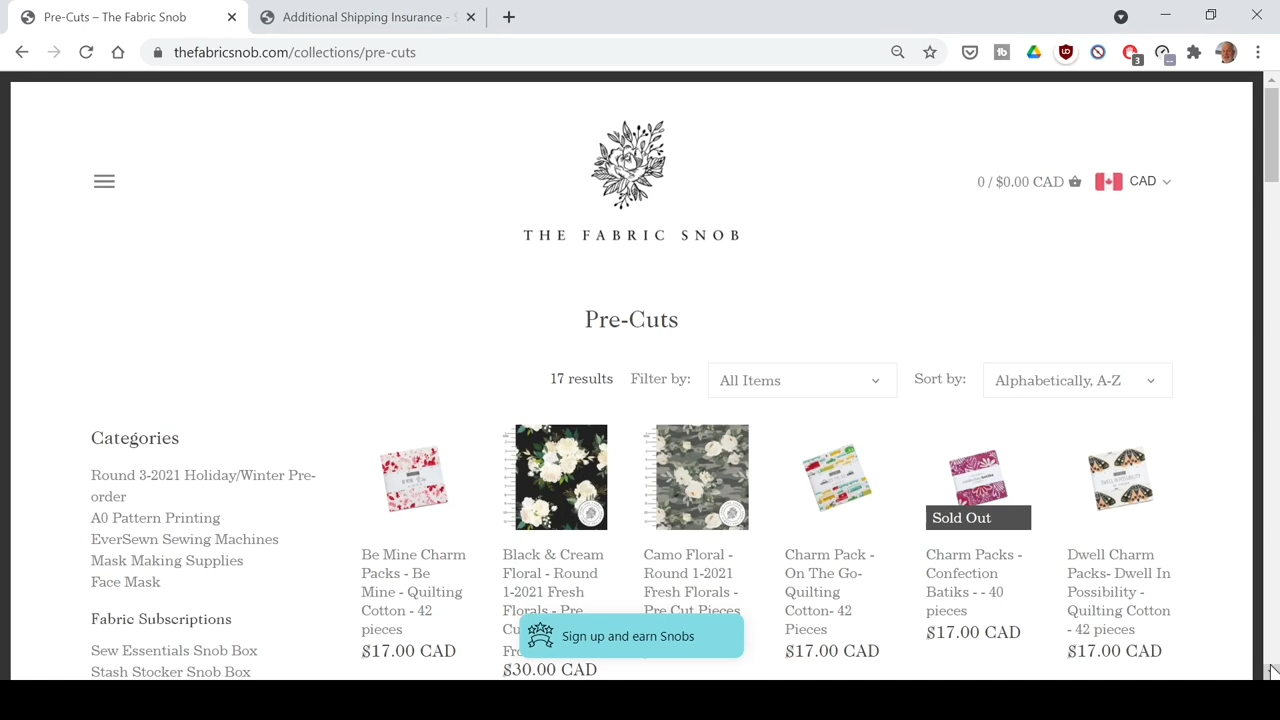 Pre-Cuts – The Fabric Snob
Additional Shipping Insurance - S
thefabricsnob.com/collections/pre-cuts
3
0 / $0.00 CAD
CAD
THE FABRIC SNOB
Pre-Cuts
17 results
Filter by:
All Items
Sort by:
Alphabetically, A-Z
Categories
Round 3-2021 Holiday/Winter Pre-
order
A0 Pattern Printing
EverSewn Sewing Machines
Mask Making Supplies
Face Mask
Fabric Subscriptions
Sew Essentials Snob Box
Stash Stocker Snob Box
Be Mine Charm
Packs - Be
Mine - Quilting
Cotton - 42
pieces
$17.00 CAD
Black & Cream
Floral - Round
1-2021 Fresh
Florals - Pre
Cu
Fr
$30.00 CAD
Camo Floral -
Round 1-2021
Fresh Florals -
Pre Cut Pieces
Charm Pack -
On The Go-
Quilting
Cotton- 42
Pieces
$17.00 CAD
Sold Out
Charm Packs -
Confection
Batiks - - 40
pieces
$17.00 CAD
Dwell Charm
Packs- Dwell In
Possibility -
Quilting Cotton
- 42 pieces
$17.00 CAD
Sign up and earn Snobs